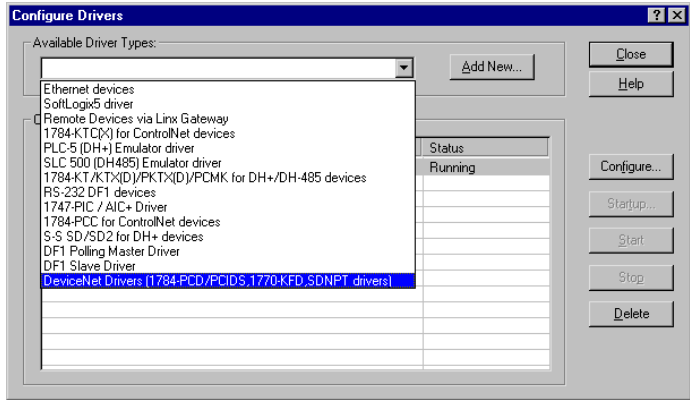 Configure Drivers
Available Driver Types:
Add New...
Close
Help
Ethernet devices
SoftLogix5 driver
Remote Devices via Linx Gateway
1784-KTC(X) for ControlNet devices
PLC-5 (DH+) Emulator driver
SLC 500 (DH485) Emulator driver
1784-KT/KTX(D)/PKTX(D)/PCMK for DH+/DH-485 devices
RS-232 DF1 devices
1747-PIC / AIC+ Driver
1784-PCC for ControlNet devices
S-S SD/SD2 for DH+ devices
DF1 Polling Master Driver
DF1 Slave Driver
DeviceNet Drivers (1784-PCD/PCIDS,1770-KFD,SDNPT drivers)
Status
Running
Configure...
Startup...
Start
Stop
Delete